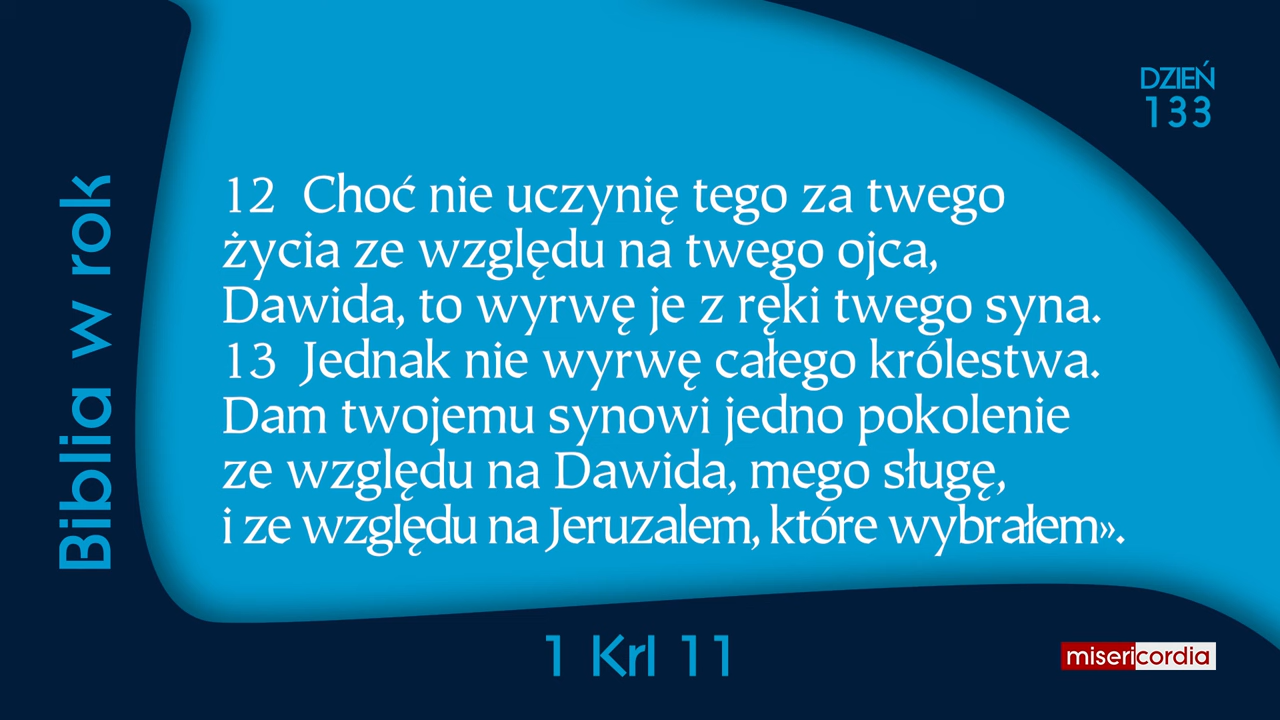 DZIEŃ
133
Biblia w rok
12 Choć nie uczynię tego za twego
życia ze względu na twego ojca,
Dawida, to wyrwę je z ręki twego syna.
13 Jednak nie wyrwę całego królestwa.
Dam twojemu synowi jedno pokolenie
ze względu na Dawida, mego sługę,
i ze względu na Jeruzalem, które wybrałem».
1 Krl 11
misericordia